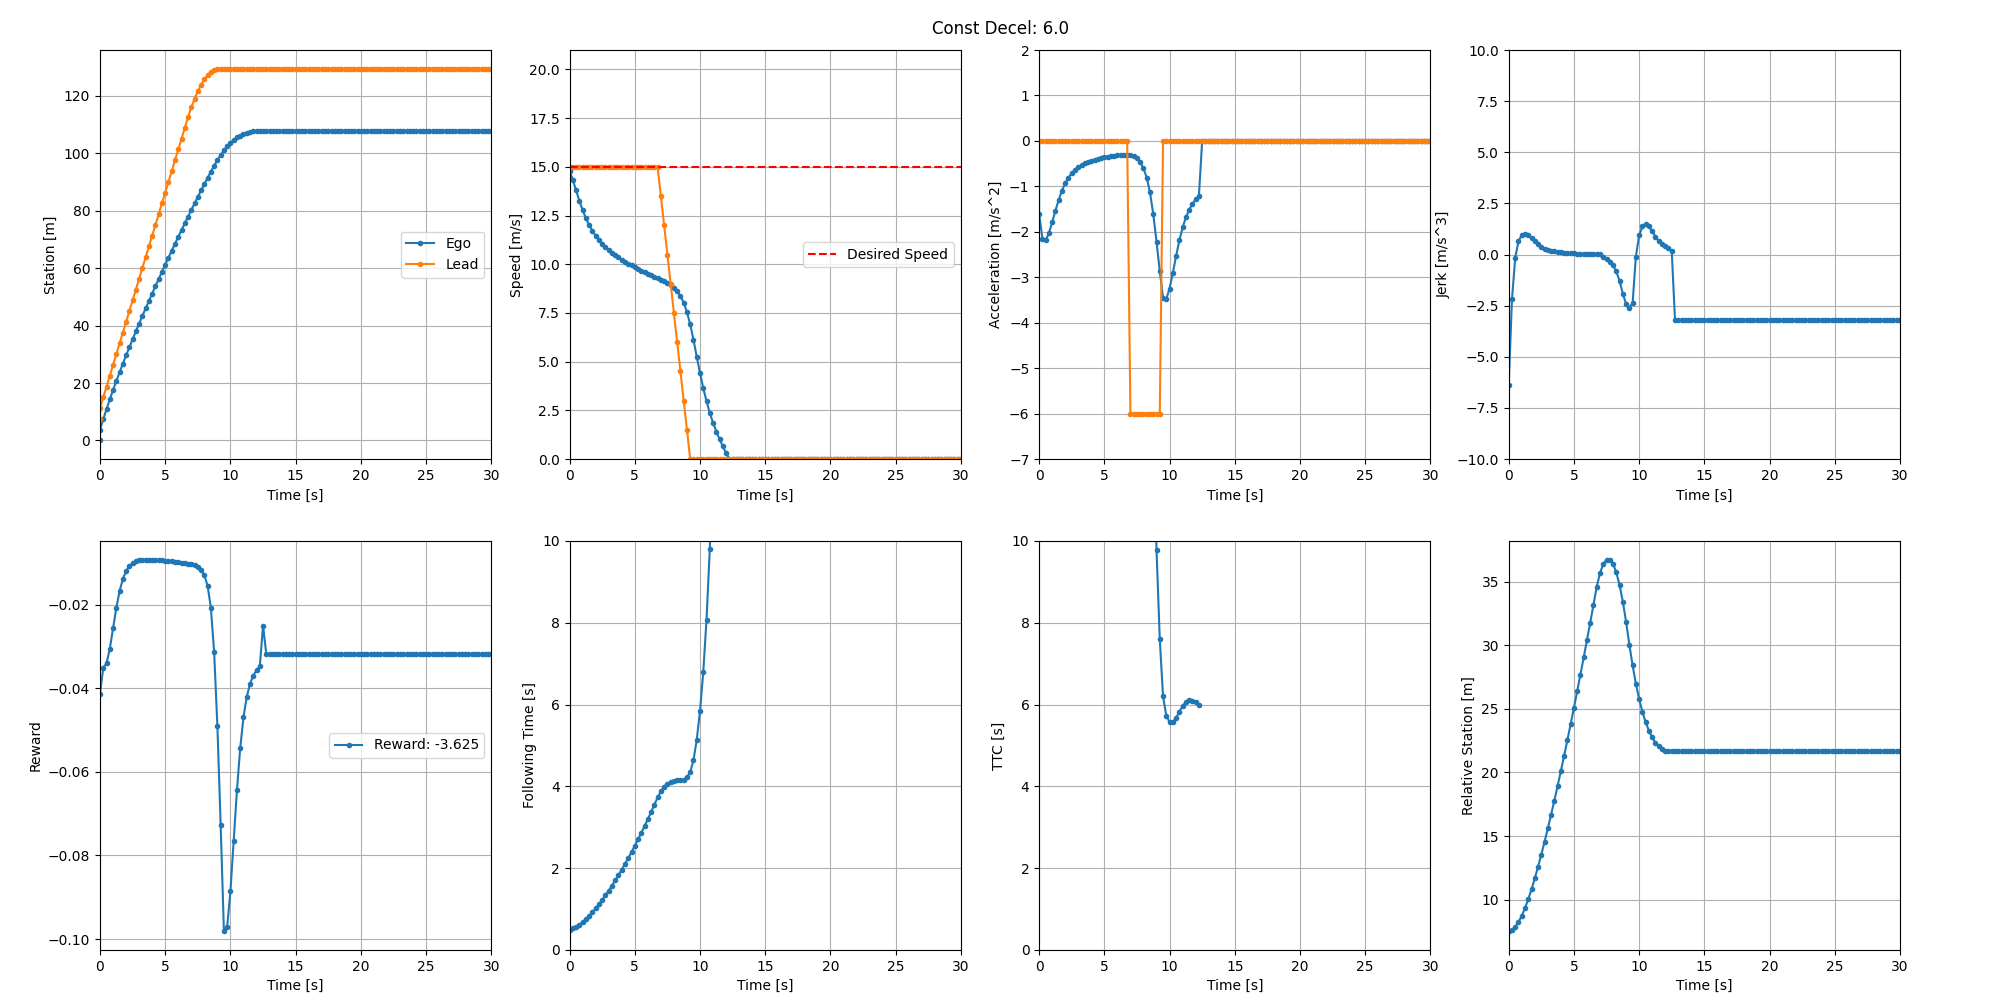 Const Decel: 6.0
Station [m]
120
100
80
60
40
20
0
Ego
Lead
0 5 10 15 20 25 30
Time [s]
Speed [m/s]
20.0
17.5
15.0
12.5
10.0
7.5
5.0
2.5
0.0
Desired Speed
0 5 10 15 20 25 30
Time [s]
Acceleration [m/s^2]
2
1
0
−1
−2
−3
−4
−5
−6
−7
0 5 10 15 20 25 30
Time [s]
Jerk [m/s^3]
10.0
7.5
5.0
2.5
0.0
−2.5
−5.0
−7.5
−10.0
0 5 10 15 20 25 30
Time [s]
Reward
−0.02
−0.04
−0.06
−0.08
−0.10
Reward: -3.625
0 5 10 15 20 25 30
Time [s]
Following Time [s]
10
8
6
4
2
0
0 5 10 15 20 25 30
Time [s]
TTC [s]
10
8
6
4
2
0
0 5 10 15 20 25 30
Time [s]
Relative Station [m]
35
30
25
20
15
10
0 5 10 15 20 25 30
Time [s]